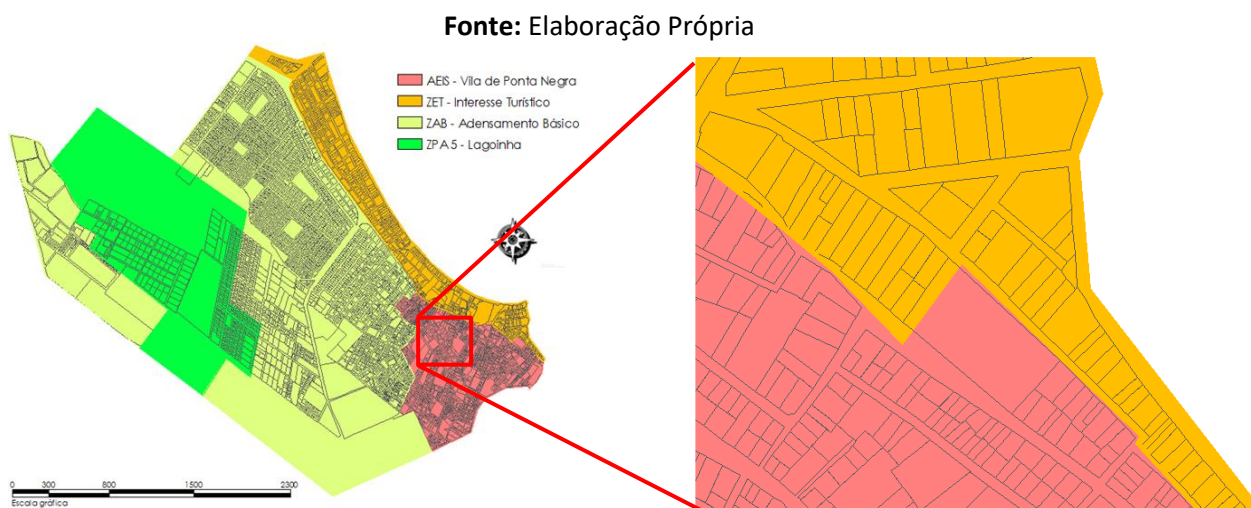 Fonte: Elaboração Própria
AEIS - Vila de Ponta Negra
ZET - Interesse Turístico
ZAB - Adensamento Básico
ZPA 5 - Lagoinha
0 300 800 1500 2300
Escala gráfica